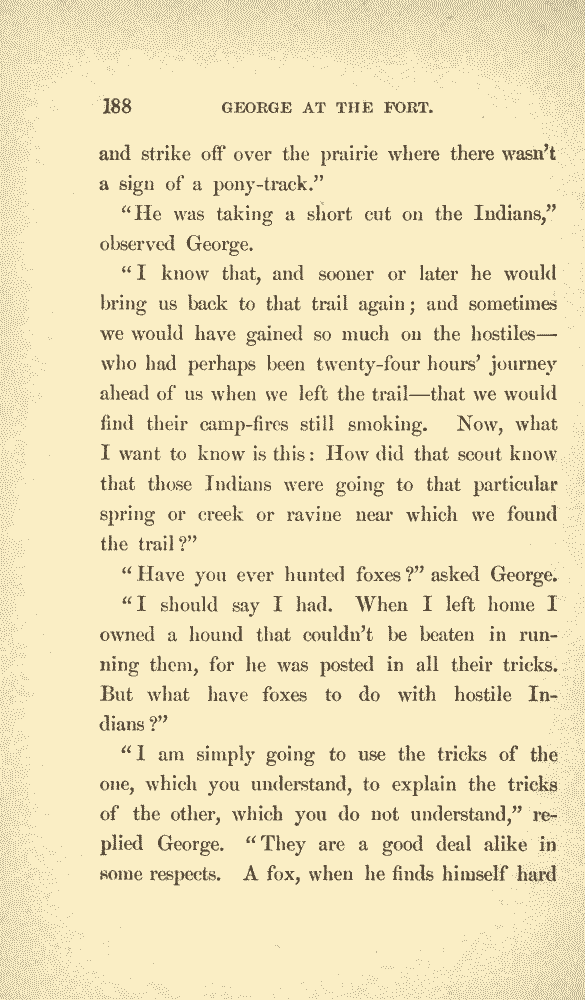 188 GEORGE AT THE FORT.
and strike off over the prairie where there wasn't
a sign of a pony-track.”
“He was taking a short cut on the Indians,”
observed George.
“I know that, and sooner or later he would
bring us back to that trail again; and sometimes
we would have gained so much on the hostiles—
who had perhaps been twenty-four hours' journey
ahead of us when we left the trail—that we would
find their camp-fires still smoking. Now, what
I want to know is this: How did that scout know
that those Indians were going to that particular
spring or creek or ravine near which we found
the trail?”
“Have you ever hunted foxes?” asked George.
“I should say I had. When I left home I
owned a hound that couldn't be beaten in run-
ning them, for he was posted in all their tricks.
But what have foxes to do with hostile In-
dians?”
“I am simply going to use the tricks of the
one, which you understand, to explain the tricks
of the other, which you do not understand,” re-
plied George. “They are a good deal alike in
some respects. A fox, when he finds himself hard